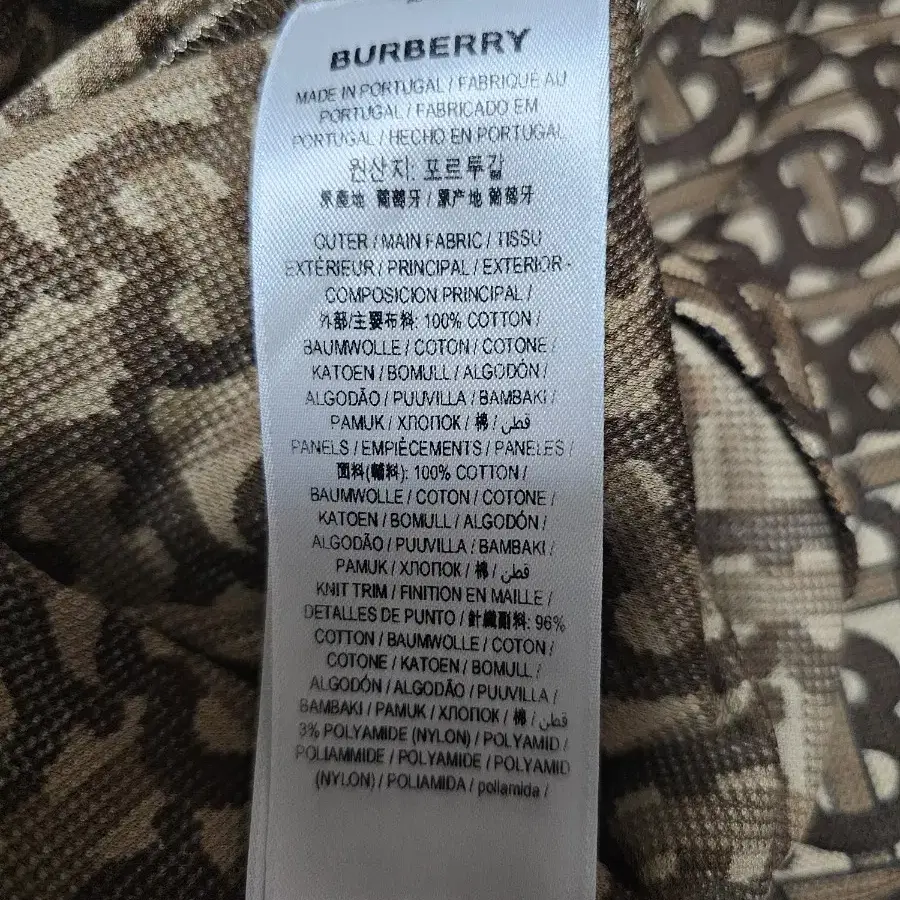 BURBERRY
MADE IN PORTUGAL / FABRIQUE AU
PORTUGAL / FABRICADO EM
PORTUGAL / HECHO EN PORTUGAL
원산지: 포르투갈
原產地 葡萄牙 / 原产地 葡萄牙
OUTER / MAIN FABRIC / TISSU
EXTÉRIEUR / PRINCIPAL / EXTERIOR -
COMPOSICION PRINCIPAL /
外部/主要布料: 100% COTTON /
BAUMWOLLE / COTON / COTONE /
KATOEN / BOMULL / ALGODÓN /
ALGODÃO / PUUVILLA / BAMBAKI /
PAMUK / ХЛОПОК / 棉 / قطن
PANELS / EMPIÈCEMENTS / PANELES /
面料(輔料): 100% COTTON /
BAUMWOLLE / COTON / COTONE /
KATOEN / BOMULL / ALGODÓN /
ALGODÃO / PUUVILLA / BAMBAKI /
PAMUK / ХЛОПОК / 棉 / قطن
KNIT TRIM / FINITION EN MAILLE /
DETALLES DE PUNTO / 針織配料: 96%
COTTON / BAUMWOLLE / COTON /
COTONE / KATOEN / BOMULL /
ALGODÓN / ALGODÃO / PUUVILLA /
BAMBAKI / PAMUK / ХЛОПОК / 棉 / قطن
3% POLYAMIDE (NYLON) / POLYAMID /
POLIAMMIDE / POLYAMIDE / POLYAMID
(NYLON) / POLIAMIDA / poliamida /